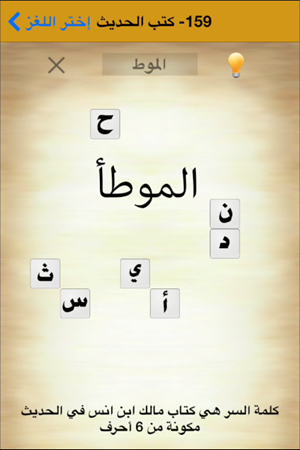 159- كتب الحديث
إختر اللغز
الموط
ح
الموطأ
ن
د
ث
ي
س
أ
كلمة السر هي كتاب مالك ابن انس في الحديث
مكونة من 6 أحرف